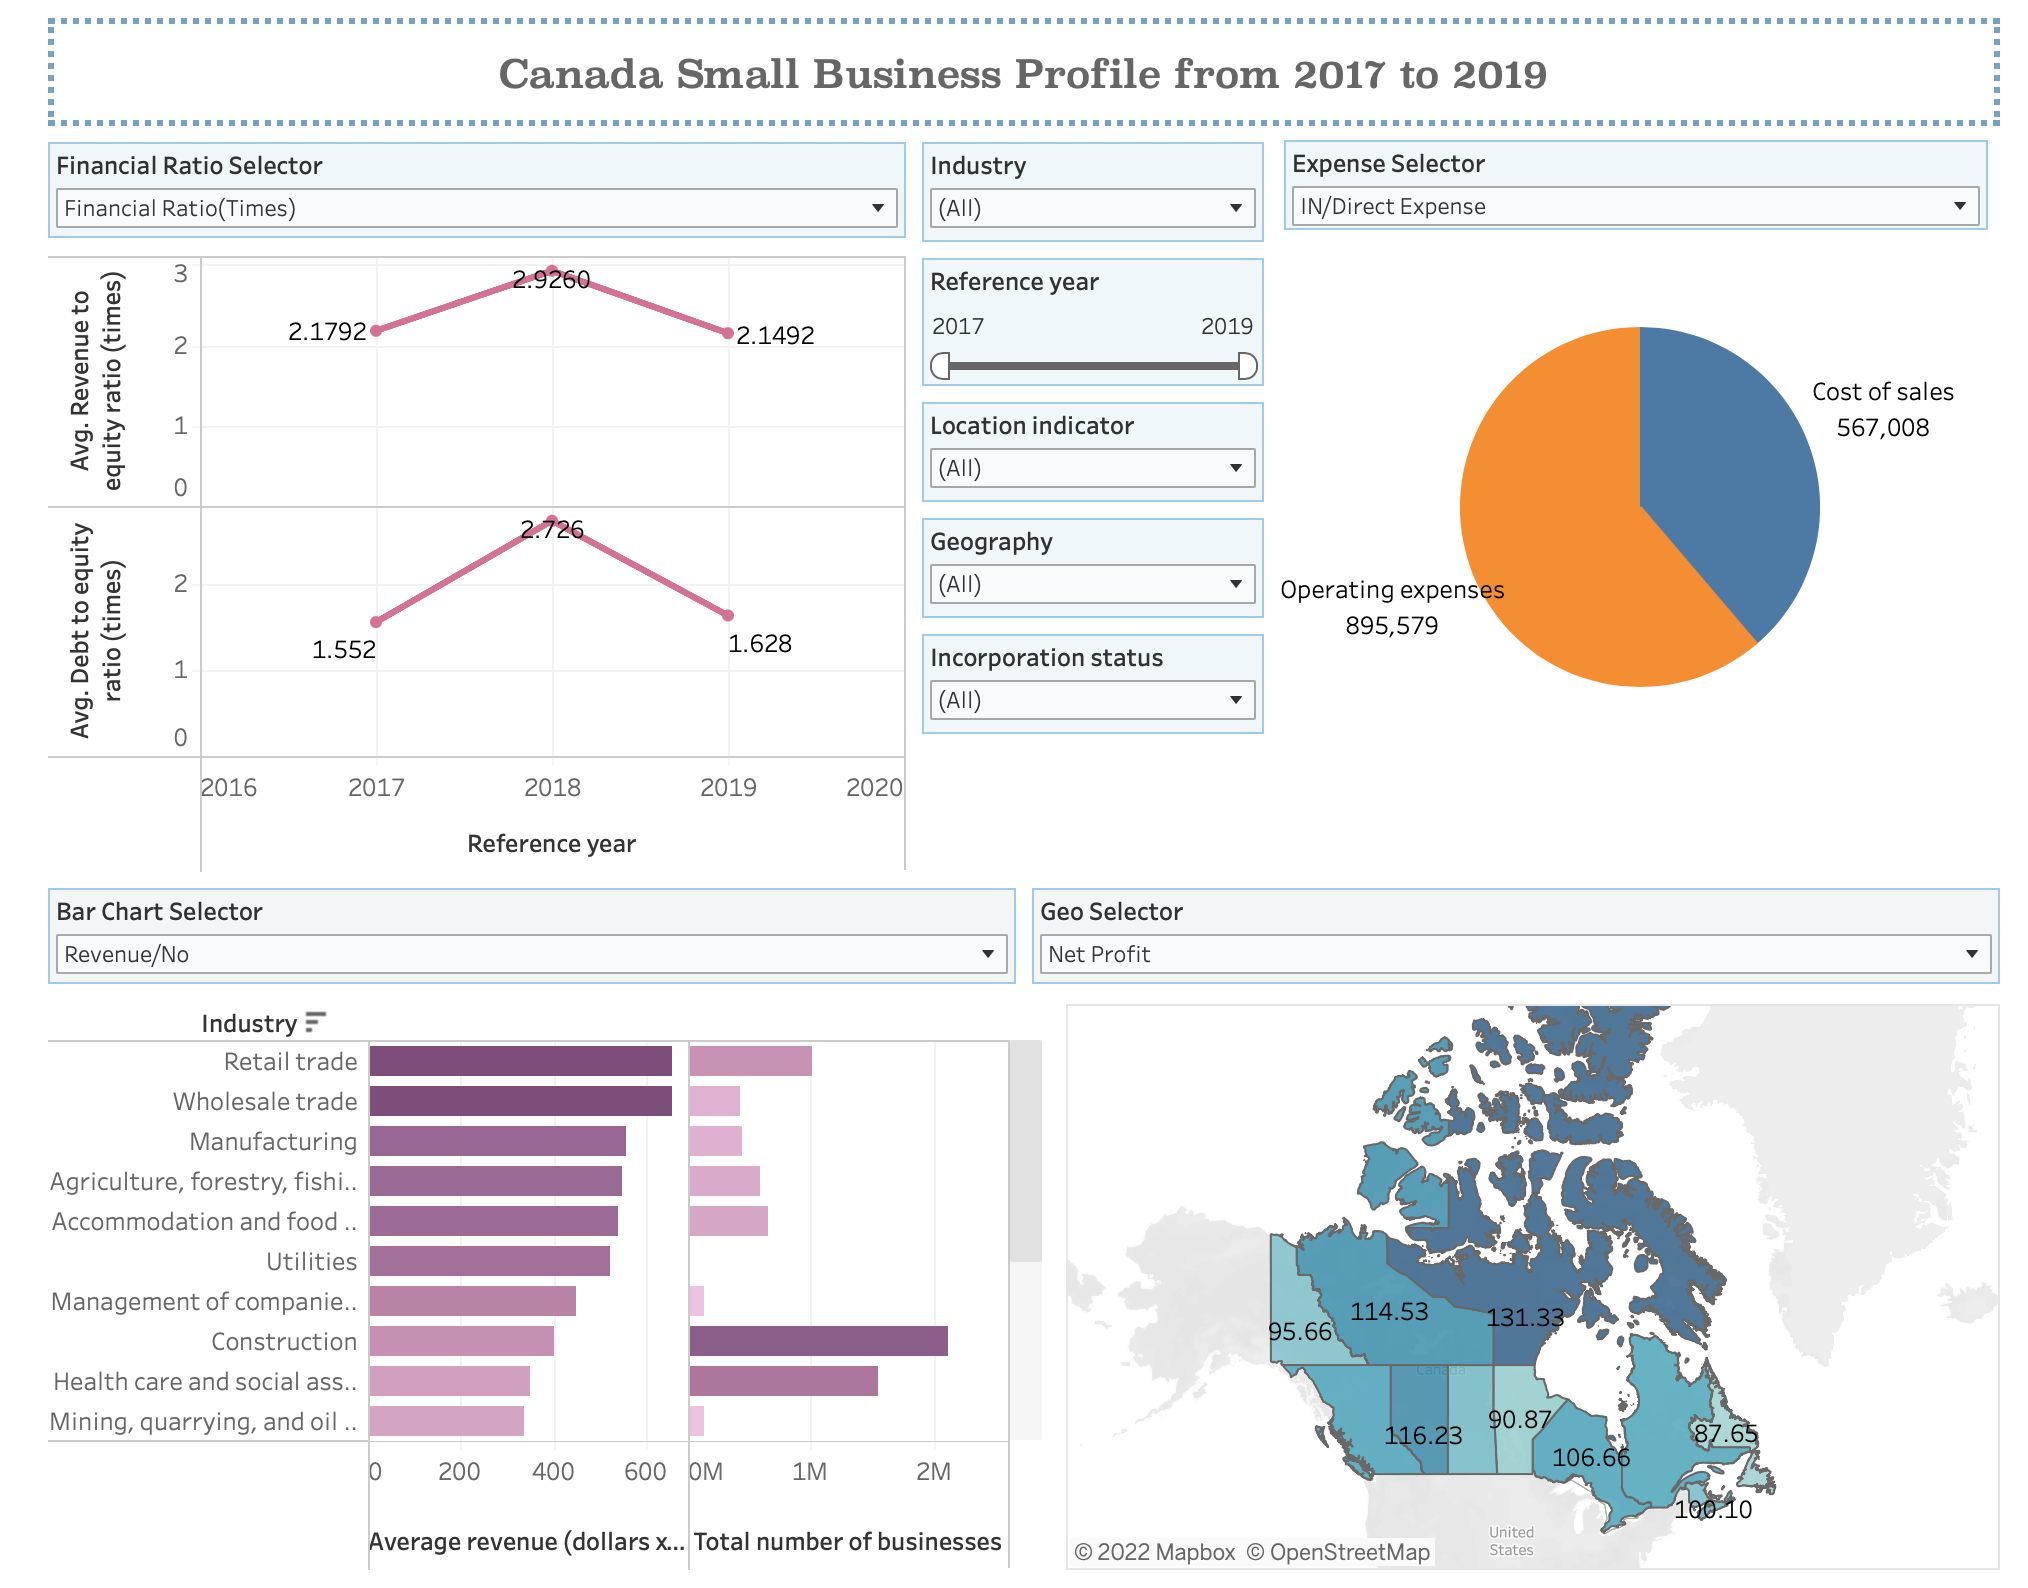 Canada Small Business Profile from 2017 to 2019
Financial Ratio Selector
Financial Ratio(Times)
Industry
(All)
Expense Selector
IN/Direct Expense
Avg. Revenue to
equity ratio (times)
3
2
1
0
2.1792
2.9260
2.1492
Avg. Debt to equity
ratio (times)
2
1
0
1.552
2.726
1.628
2016
2017
2018
2019
2020
Reference year
Reference year
2017
2019
Location indicator
(All)
Geography
(All)
Incorporation status
(All)
Cost of sales
567,008
Operating expenses
895,579
Bar Chart Selector
Revenue/No
Geo Selector
Net Profit
Industry
Retail trade
Wholesale trade
Manufacturing
Agriculture, forestry, fishi..
Accommodation and food ..
Utilities
Management of companie..
Construction
Health care and social ass..
Mining, quarrying, and oil ..
0
200
400
600
0M
1M
2M
Average revenue (dollars x...
Total number of businesses
114.53
131.33
95.66
Canada
90.87
116.23
87.65
106.66
100.10
United
States
© 2022 Mapbox © OpenStreetMap